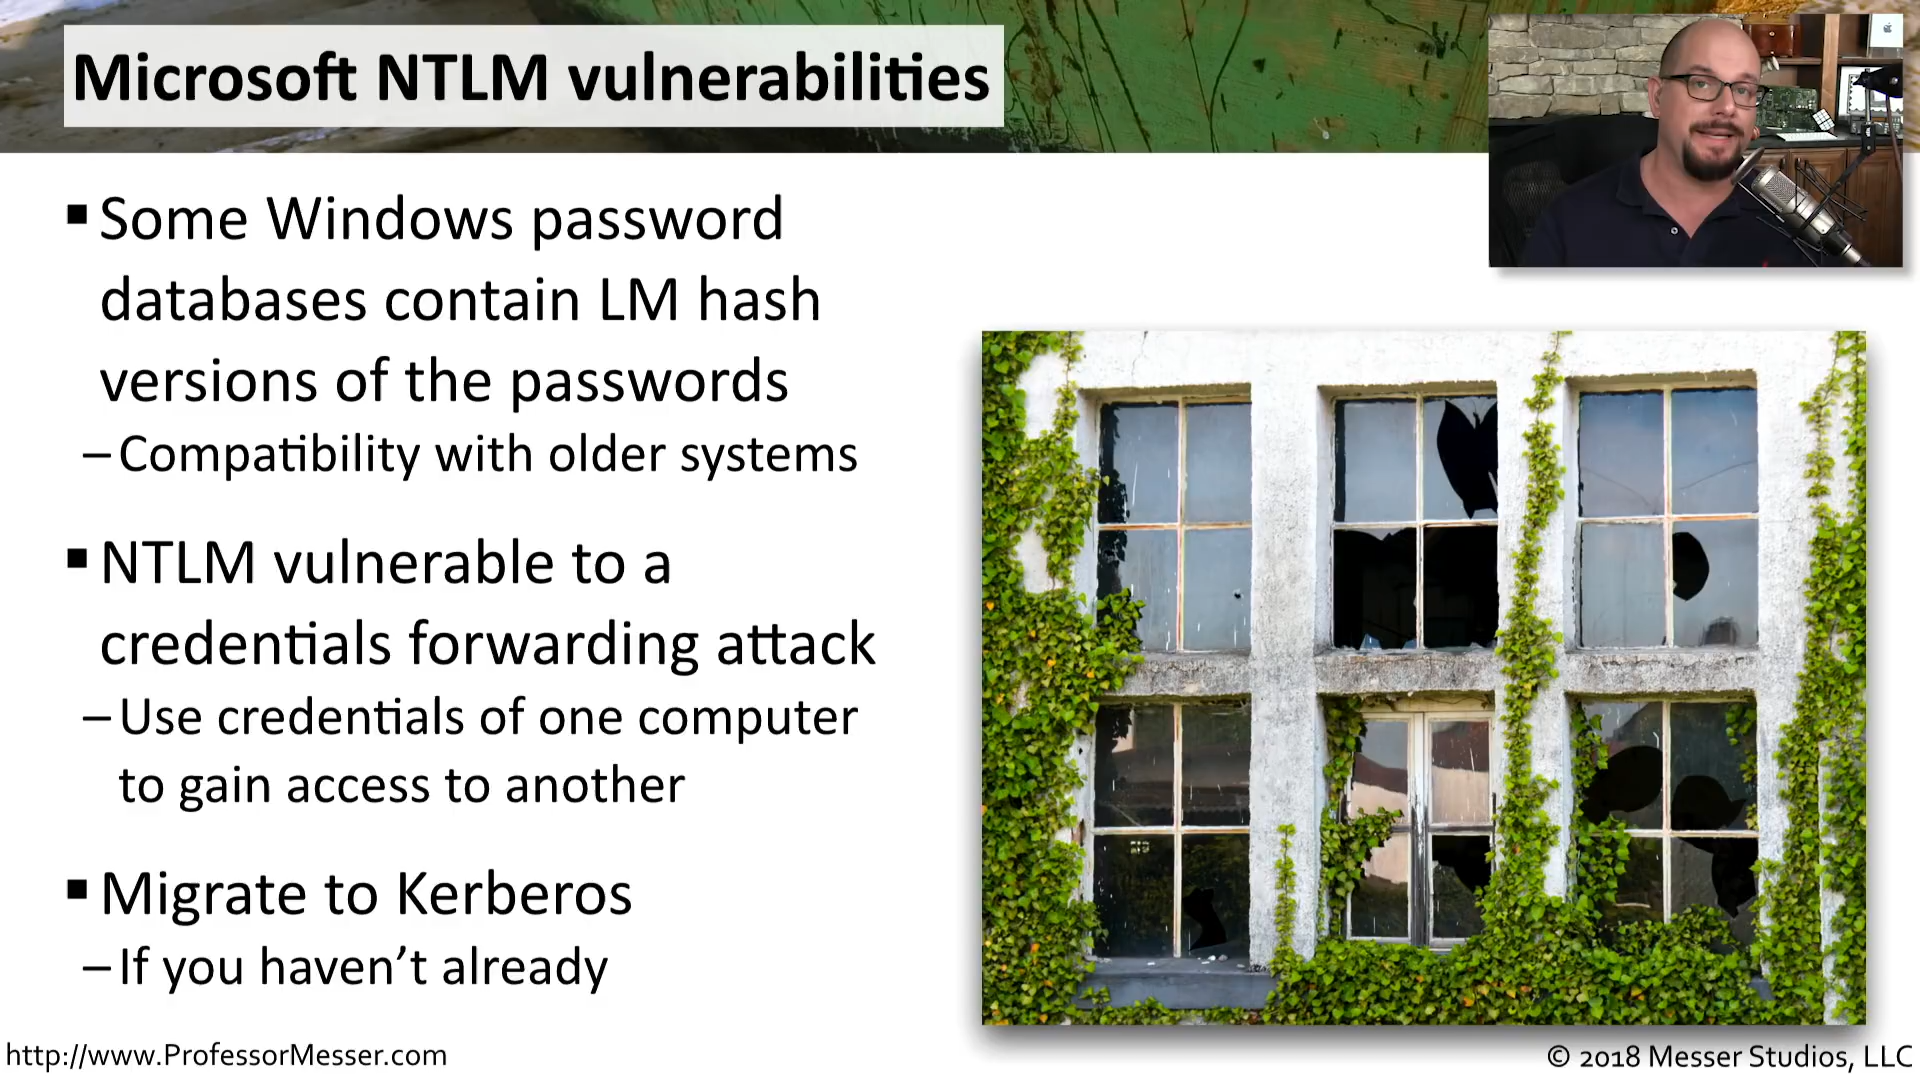 Microsoft NTLM vulnerabilities
▪ Some Windows password
databases contain LM hash
versions of the passwords
– Compatibility with older systems
▪ NTLM vulnerable to a
credentials forwarding attack
– Use credentials of one computer
to gain access to another
▪ Migrate to Kerberos
– If you haven’t already
http://www.ProfessorMesser.com
© 2018 Messer Studios, LLC